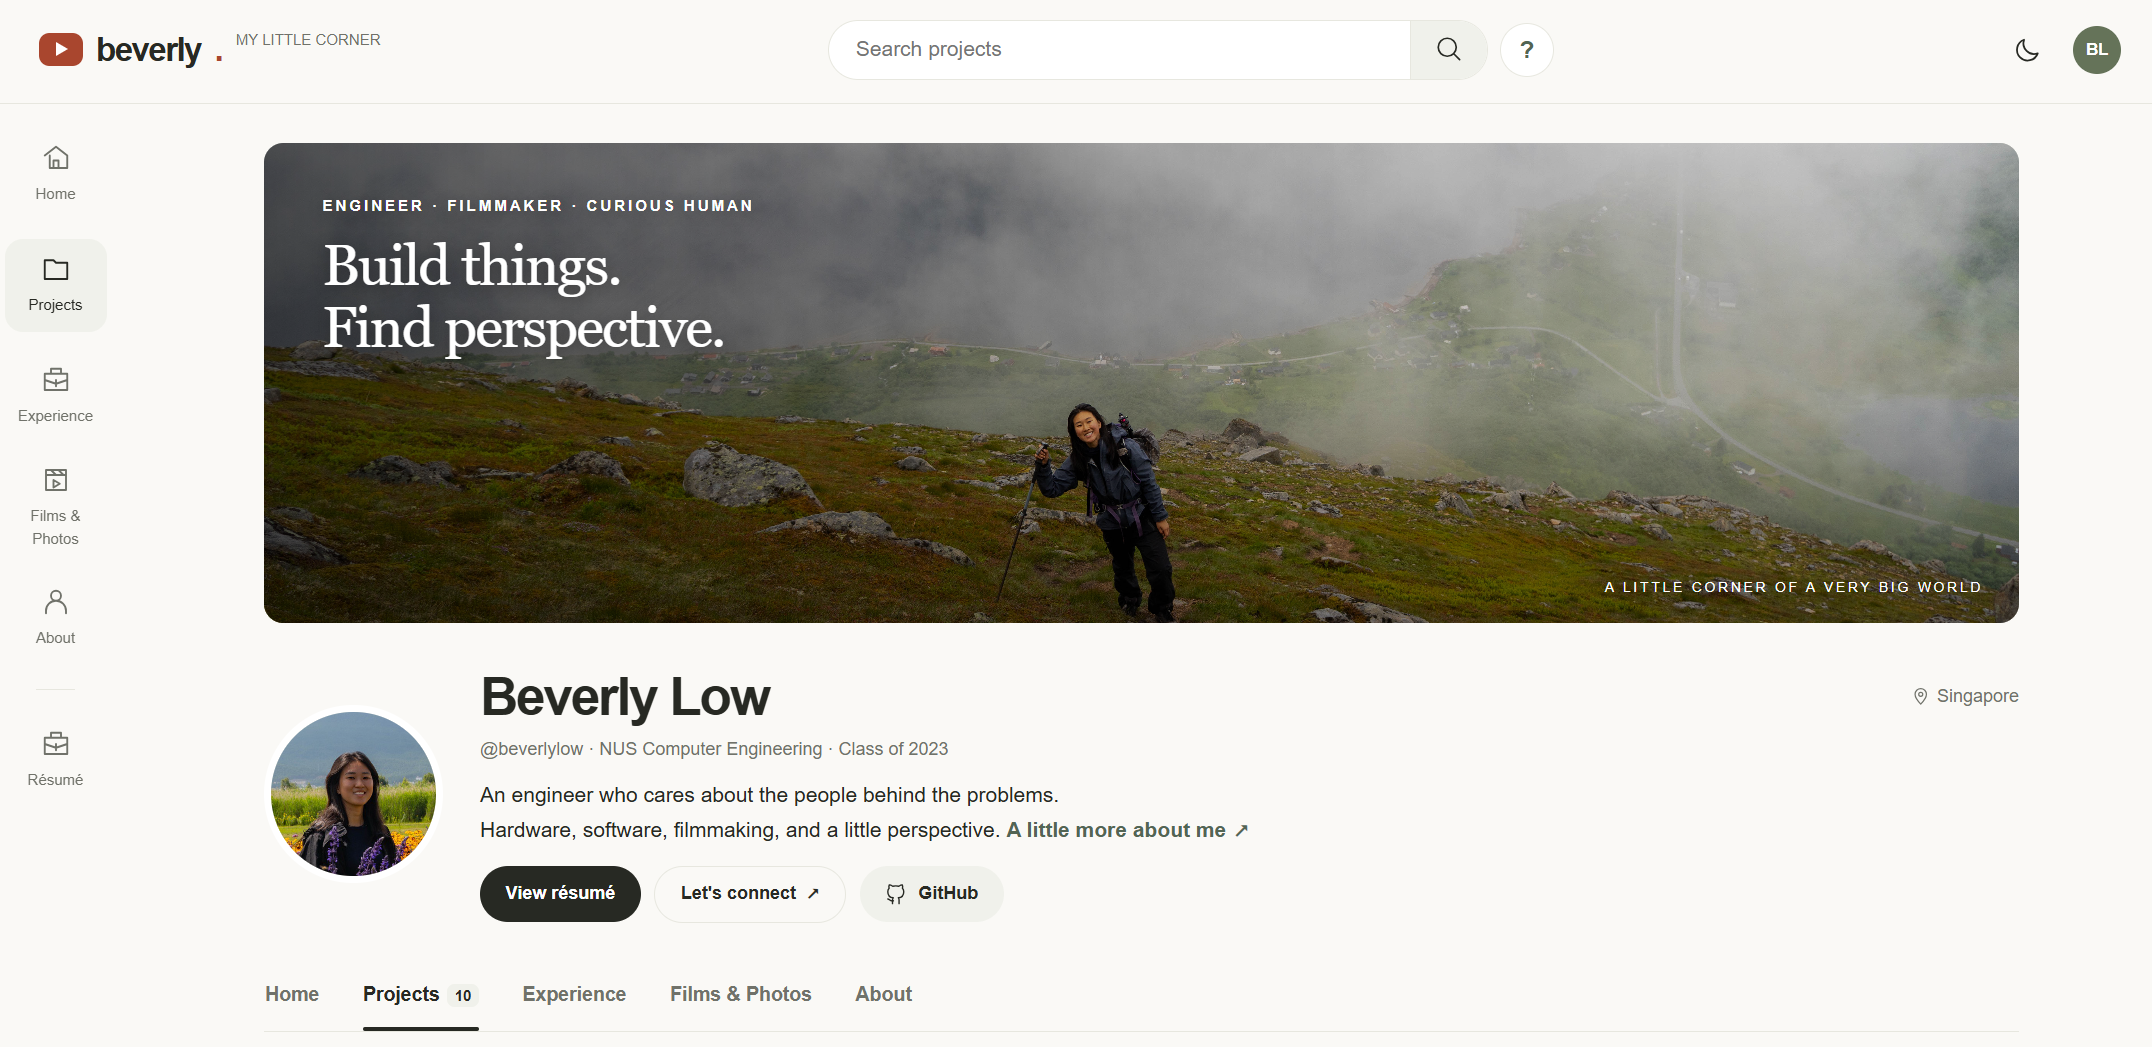 beverly .
MY LITTLE CORNER
Search projects
?
BL
Home
Projects
Experience
Films &
Photos
About
Résumé
ENGINEER · FILMMAKER · CURIOUS HUMAN
Build things.
Find perspective.
A LITTLE CORNER OF A VERY BIG WORLD
Beverly Low
Singapore
@beverlylow · NUS Computer Engineering · Class of 2023
An engineer who cares about the people behind the problems.
Hardware, software, filmmaking, and a little perspective. A little more about me ↗
View résumé
Let's connect ↗
GitHub
Home
Projects 10
Experience
Films & Photos
About